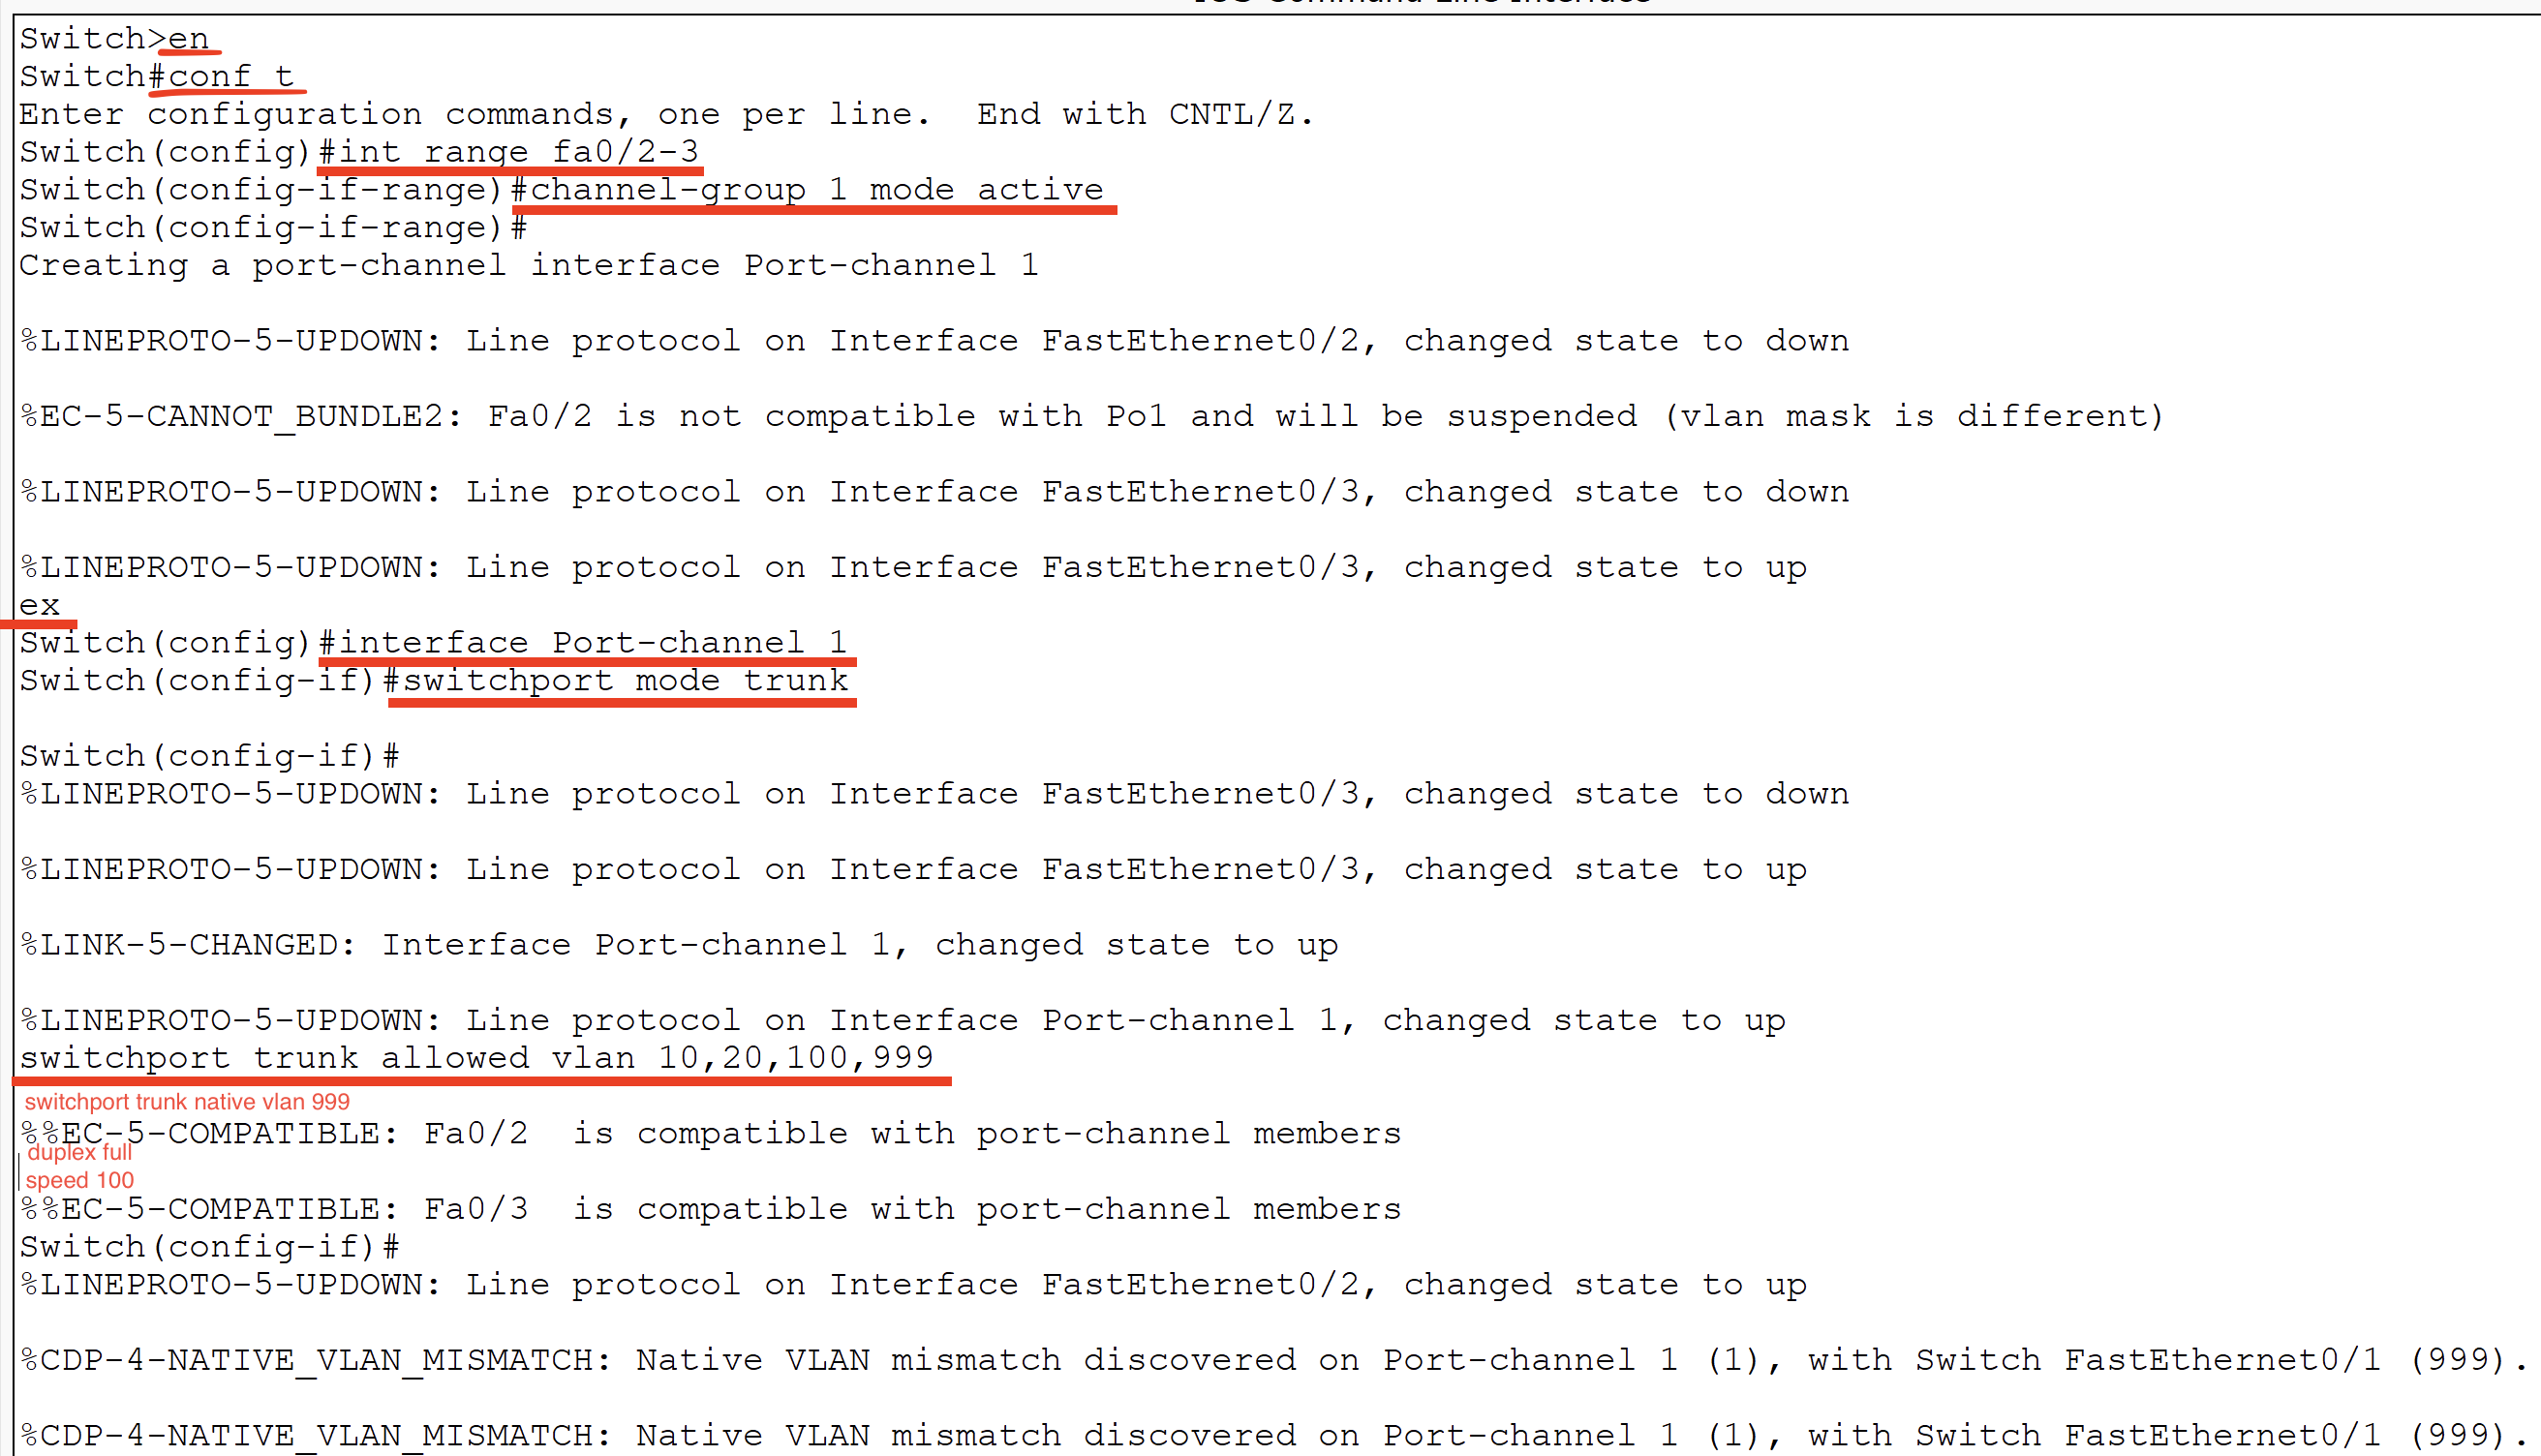 IOS Command Line Interface
Switch>en
Switch#conf t
Enter configuration commands, one per line.  End with CNTL/Z.
Switch(config)#int range fa0/2-3
Switch(config-if-range)#channel-group 1 mode active
Switch(config-if-range)#
Creating a port-channel interface Port-channel 1
%LINEPROTO-5-UPDOWN: Line protocol on Interface FastEthernet0/2, changed state to down
%EC-5-CANNOT_BUNDLE2: Fa0/2 is not compatible with Po1 and will be suspended (vlan mask is different)
%LINEPROTO-5-UPDOWN: Line protocol on Interface FastEthernet0/3, changed state to down
%LINEPROTO-5-UPDOWN: Line protocol on Interface FastEthernet0/3, changed state to up
ex
Switch(config)#interface Port-channel 1
Switch(config-if)#switchport mode trunk
Switch(config-if)#
%LINEPROTO-5-UPDOWN: Line protocol on Interface FastEthernet0/3, changed state to down
%LINEPROTO-5-UPDOWN: Line protocol on Interface FastEthernet0/3, changed state to up
%LINK-5-CHANGED: Interface Port-channel 1, changed state to up
%LINEPROTO-5-UPDOWN: Line protocol on Interface Port-channel 1, changed state to up
switchport trunk allowed vlan 10,20,100,999
switchport trunk native vlan 999
%%EC-5-COMPATIBLE: Fa0/2  is compatible with port-channel members
duplex full
speed 100
%%EC-5-COMPATIBLE: Fa0/3  is compatible with port-channel members
Switch(config-if)#
%LINEPROTO-5-UPDOWN: Line protocol on Interface FastEthernet0/2, changed state to up
%CDP-4-NATIVE_VLAN_MISMATCH: Native VLAN mismatch discovered on Port-channel 1 (1), with Switch FastEthernet0/1 (999).
%CDP-4-NATIVE_VLAN_MISMATCH: Native VLAN mismatch discovered on Port-channel 1 (1), with Switch FastEthernet0/1 (999).